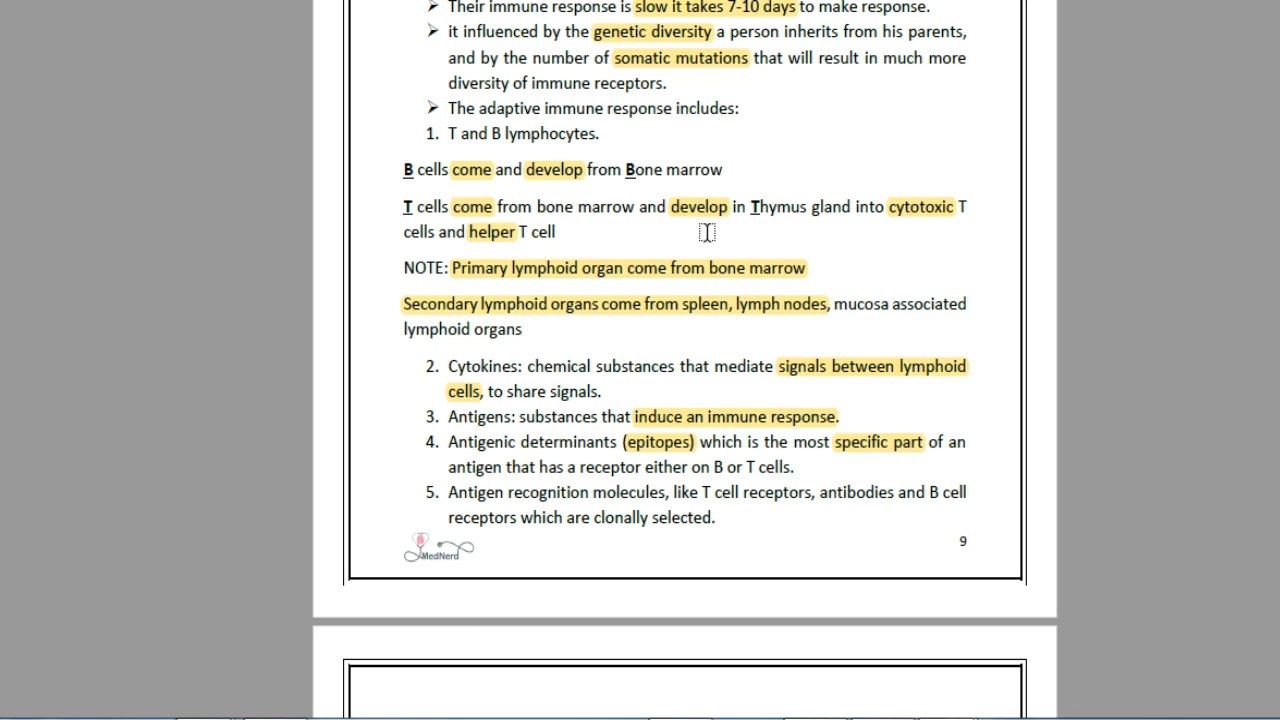 ➢ Their immune response is slow it takes 7-10 days to make response.
➢ it influenced by the genetic diversity a person inherits from his parents,
and by the number of somatic mutations that will result in much more
diversity of immune receptors.
➢ The adaptive immune response includes:
1. T and B lymphocytes.
B cells come and develop from Bone marrow
T cells come from bone marrow and develop in Thymus gland into cytotoxic T
cells and helper T cell
NOTE: Primary lymphoid organ come from bone marrow
Secondary lymphoid organs come from spleen, lymph nodes, mucosa associated
lymphoid organs
2. Cytokines: chemical substances that mediate signals between lymphoid
cells, to share signals.
3. Antigens: substances that induce an immune response.
4. Antigenic determinants (epitopes) which is the most specific part of an
antigen that has a receptor either on B or T cells.
5. Antigen recognition molecules, like T cell receptors, antibodies and B cell
receptors which are clonally selected.
MedNerd
9